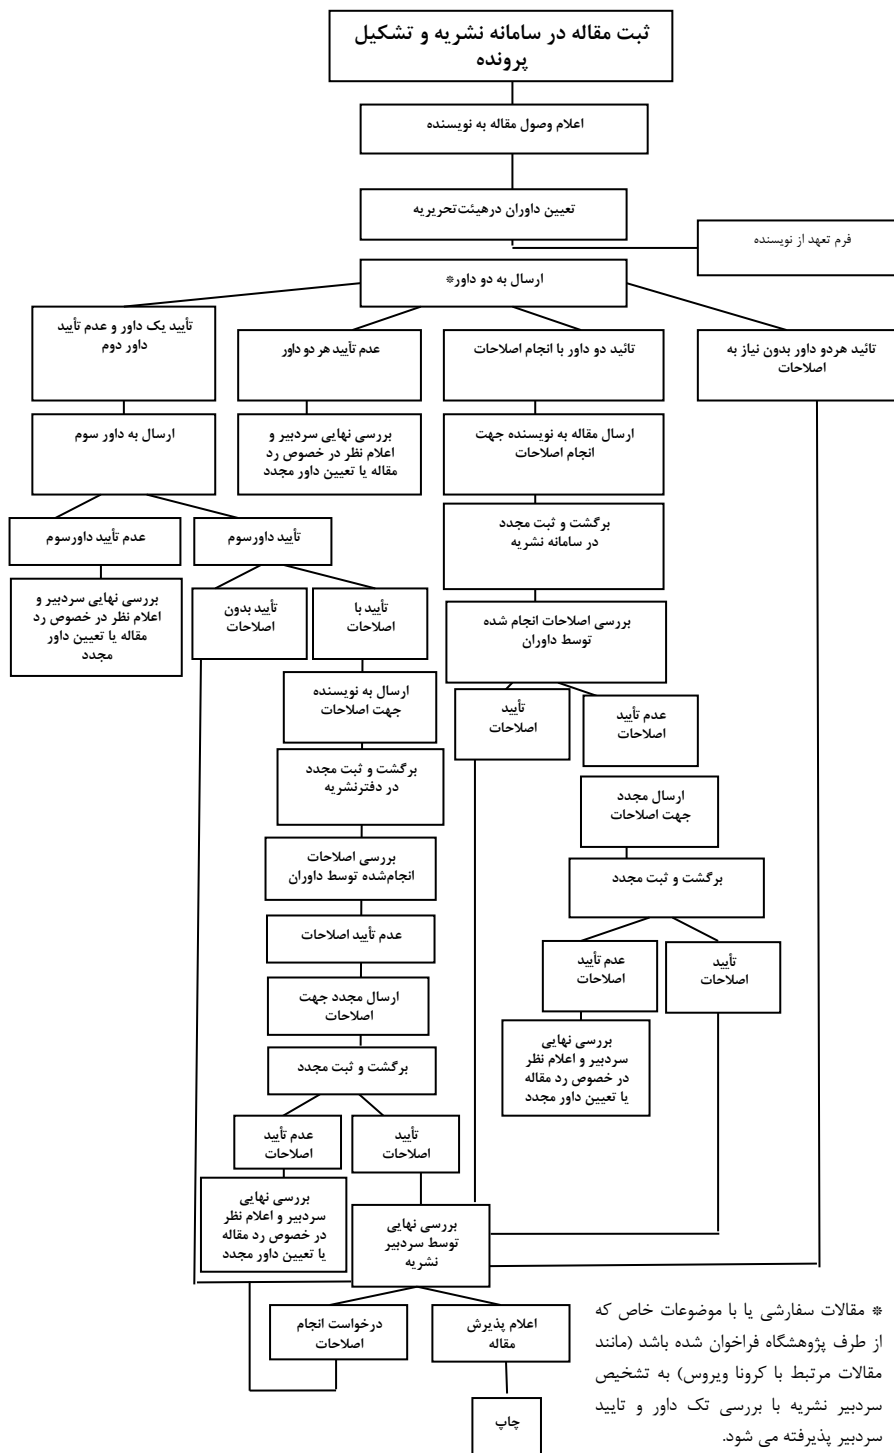 ثبت مقاله در سامانه نشریه و تشکیل
پرونده
اعلام وصول مقاله به نویسنده
تعیین داوران درهیئت‌تحریریه
فرم تعهد از نویسنده
ارسال به دو داور*
تائید هردو داور بدون نیاز به
اصلاحات
تائید دو داور با انجام اصلاحات
عدم تأیید هر دو داور
تأیید یک داور و عدم تأیید
داور دوم
ارسال مقاله به نویسنده جهت
انجام اصلاحات
بررسی نهایی سردبیر و
اعلام نظر در خصوص رد
مقاله یا تعیین داور مجدد
ارسال به داور سوم
برگشت و ثبت مجدد
در سامانه نشریه
تأیید داورسوم
عدم تأیید داورسوم
بررسی اصلاحات انجام شده
توسط داوران
تأیید با
اصلاحات
تأیید بدون
اصلاحات
بررسی نهایی سردبیر و
اعلام نظر در خصوص رد
مقاله یا تعیین داور
مجدد
عدم تأیید
اصلاحات
تأیید
اصلاحات
ارسال به نویسنده
جهت اصلاحات
ارسال مجدد
جهت اصلاحات
برگشت و ثبت مجدد
در دفترنشریه
برگشت و ثبت مجدد
بررسی اصلاحات
انجام‌شده توسط داوران
تأیید
اصلاحات
عدم تأیید
اصلاحات
عدم تأیید اصلاحات
بررسی نهایی
سردبیر و اعلام نظر
در خصوص رد مقاله
یا تعیین داور مجدد
ارسال مجدد جهت
اصلاحات
برگشت و ثبت مجدد
تأیید
اصلاحات
عدم تأیید
اصلاحات
بررسی نهایی
سردبیر و اعلام نظر
در خصوص رد مقاله
یا تعیین داور مجدد
بررسی نهایی
توسط سردبیر
نشریه
اعلام پذیرش
مقاله
درخواست انجام
اصلاحات
چاپ
* مقالات سفارشی یا با موضوعات خاص که
از طرف پژوهشگاه فراخوان شده باشد (مانند
مقالات مرتبط با کرونا ویروس) به تشخیص
سردبیر نشریه با بررسی تک داور و تایید
سردبیر پذیرفته می شود.